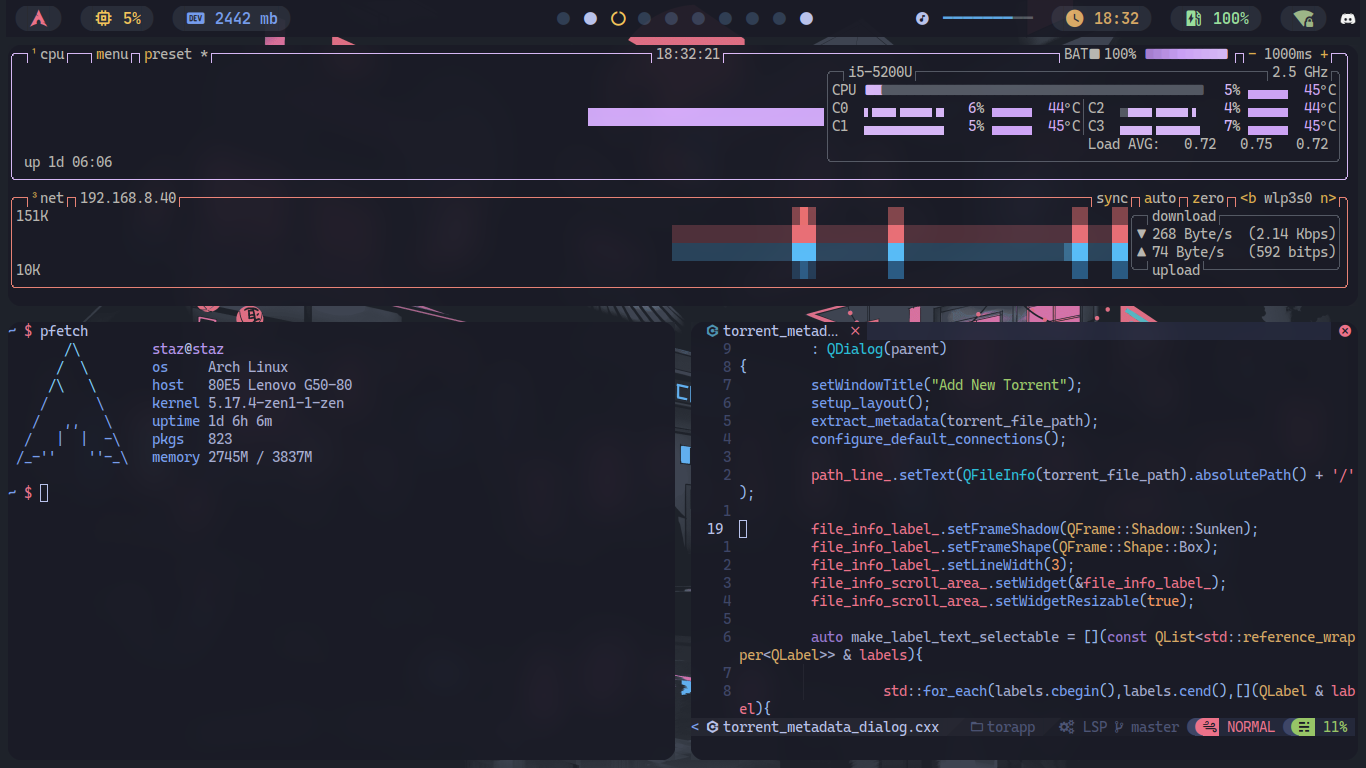 5% DEV 2442 mb 18:32 100%
¹cpu menu preset * 18:32:21 BAT 100% - 1000ms +
i5-5200U 2.5 GHz
CPU 5% 45°C
C0 6% 44°C C2 4% 44°C
C1 5% 45°C C3 7% 45°C
Load AVG: 0.72 0.75 0.72
up 1d 06:06
³net 192.168.8.40 sync auto zero <b wlp3s0 n>
151K download
▼ 268 Byte/s (2.14 Kbps)
▲ 74 Byte/s (592 bitps)
10K upload
~ $ pfetch
/\ staz@staz
/ \ os Arch Linux
/\ \ host 80E5 Lenovo G50-80
/ \ kernel 5.17.4-zen1-1-zen
/ ,, \ uptime 1d 6h 6m
/ | | -\ pkgs 823
/_-'' ''-_\ memory 2745M / 3837M
~ $
torrent_metad... ×
9 : QDialog(parent)
8 {
7 setWindowTitle("Add New Torrent");
6 setup_layout();
5 extract_metadata(torrent_file_path);
4 configure_default_connections();
3
2 path_line_.setText(QFileInfo(torrent_file_path).absolutePath() + '/'
);
1
19 file_info_label_.setFrameShadow(QFrame::Shadow::Sunken);
1 file_info_label_.setFrameShape(QFrame::Shape::Box);
2 file_info_label_.setLineWidth(3);
3 file_info_scroll_area_.setWidget(&file_info_label_);
4 file_info_scroll_area_.setWidgetResizable(true);
5
6 auto make_label_text_selectable = [](const QList<std::reference_wrap
per<QLabel>> & labels){
7
8 std::for_each(labels.cbegin(),labels.cend(),[](QLabel & lab
el){
< torrent_metadata_dialog.cxx torapp LSP master NORMAL 11%